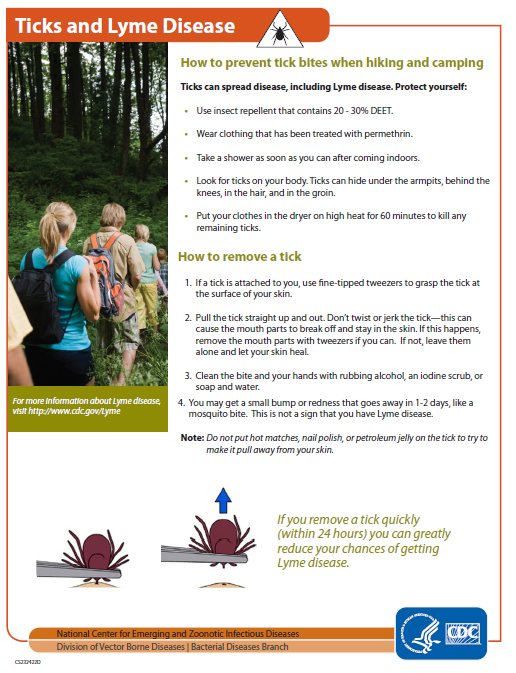 Ticks and Lyme Disease
How to prevent tick bites when hiking and camping
Ticks can spread disease, including Lyme disease. Protect yourself:
• Use insect repellent that contains 20 - 30% DEET.
• Wear clothing that has been treated with permethrin.
• Take a shower as soon as you can after coming indoors.
• Look for ticks on your body. Ticks can hide under the armpits, behind the
knees, in the hair, and in the groin.
• Put your clothes in the dryer on high heat for 60 minutes to kill any
remaining ticks.
How to remove a tick
1. If a tick is attached to you, use fine-tipped tweezers to grasp the tick at
the surface of your skin.
2. Pull the tick straight up and out. Don't twist or jerk the tick—this can
cause the mouth parts to break off and stay in the skin. If this happens,
remove the mouth parts with tweezers if you can. If not, leave them
alone and let your skin heal.
3. Clean the bite and your hands with rubbing alcohol, an iodine scrub, or
soap and water.
4. You may get a small bump or redness that goes away in 1-2 days, like a
mosquito bite. This is not a sign that you have Lyme disease.
Note: Do not put hot matches, nail polish, or petroleum jelly on the tick to try to
make it pull away from your skin.
For more information about Lyme disease,
visit http://www.cdc.gov/Lyme
If you remove a tick quickly
(within 24 hours) you can greatly
reduce your chances of getting
Lyme disease.
National Center for Emerging and Zoonotic Infectious Diseases
Division of Vector Borne Diseases | Bacterial Diseases Branch
CDC
CS232422D